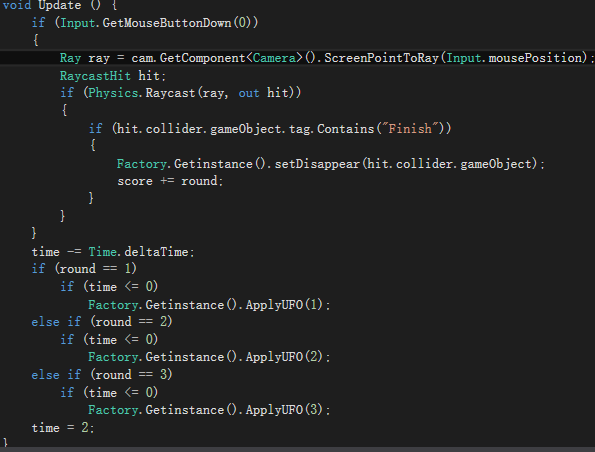 void Update () {
if (Input.GetMouseButtonDown(0))
{
Ray ray = cam.GetComponent<Camera>().ScreenPointToRay(Input.mousePosition);
RaycastHit hit;
if (Physics.Raycast(ray, out hit))
{
if (hit.collider.gameObject.tag.Contains("Finish"))
{
Factory.Getinstance().setDisappear(hit.collider.gameObject);
score += round;
}
}
}
time -= Time.deltaTime;
if (round == 1)
if (time <= 0)
Factory.Getinstance().ApplyUFO(1);
else if (round == 2)
if (time <= 0)
Factory.Getinstance().ApplyUFO(2);
else if (round == 3)
if (time <= 0)
Factory.Getinstance().ApplyUFO(3);
time = 2;
}